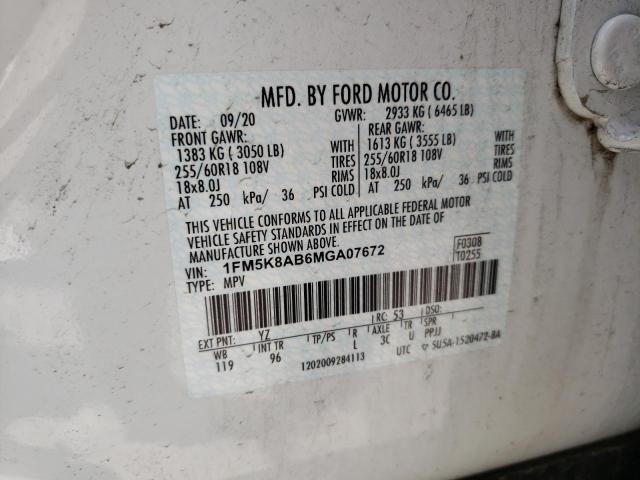 MFD. BY FORD MOTOR CO.
DATE: 09/20 GVWR: 2933 KG ( 6465 LB)
FRONT GAWR: REAR GAWR:
1383 KG ( 3050 LB) WITH 1613 KG ( 3555 LB) WITH
255/60R18 108V TIRES 255/60R18 108V TIRES
18x8.0J RIMS 18x8.0J RIMS
AT 250 kPa/ 36 PSI COLD AT 250 kPa/ 36 PSI COLD
THIS VEHICLE CONFORMS TO ALL APPLICABLE FEDERAL MOTOR
VEHICLE SAFETY STANDARDS IN EFFECT ON THE DATE OF
MANUFACTURE SHOWN ABOVE.
VIN: 1FM5K8AB6MGA07672 F0308
TYPE: MPV T0255
EXT PNT: YZ RC: 53 DSO:
WB INT TR TP/PS R AXLE TR SPR
119 96 L 3C U PPJJ
1202009284113 UTC 5U5A-1520472-BA